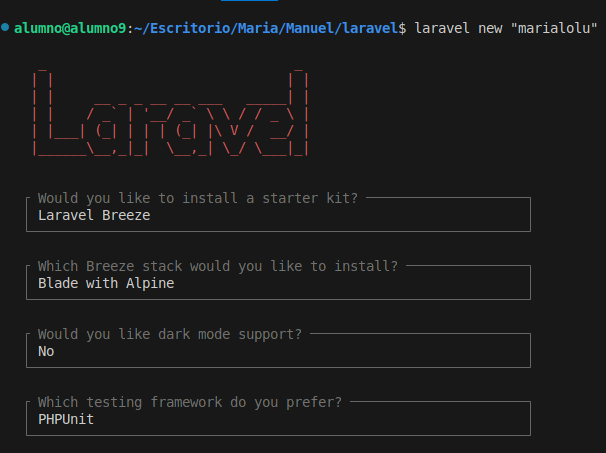 alumno@alumno9:~/Escritorio/Maria/Manuel/laravel$ laravel new "marialolu"
Laravel
Would you like to install a starter kit?
Laravel Breeze
Which Breeze stack would you like to install?
Blade with Alpine
Would you like dark mode support?
No
Which testing framework do you prefer?
PHPUnit